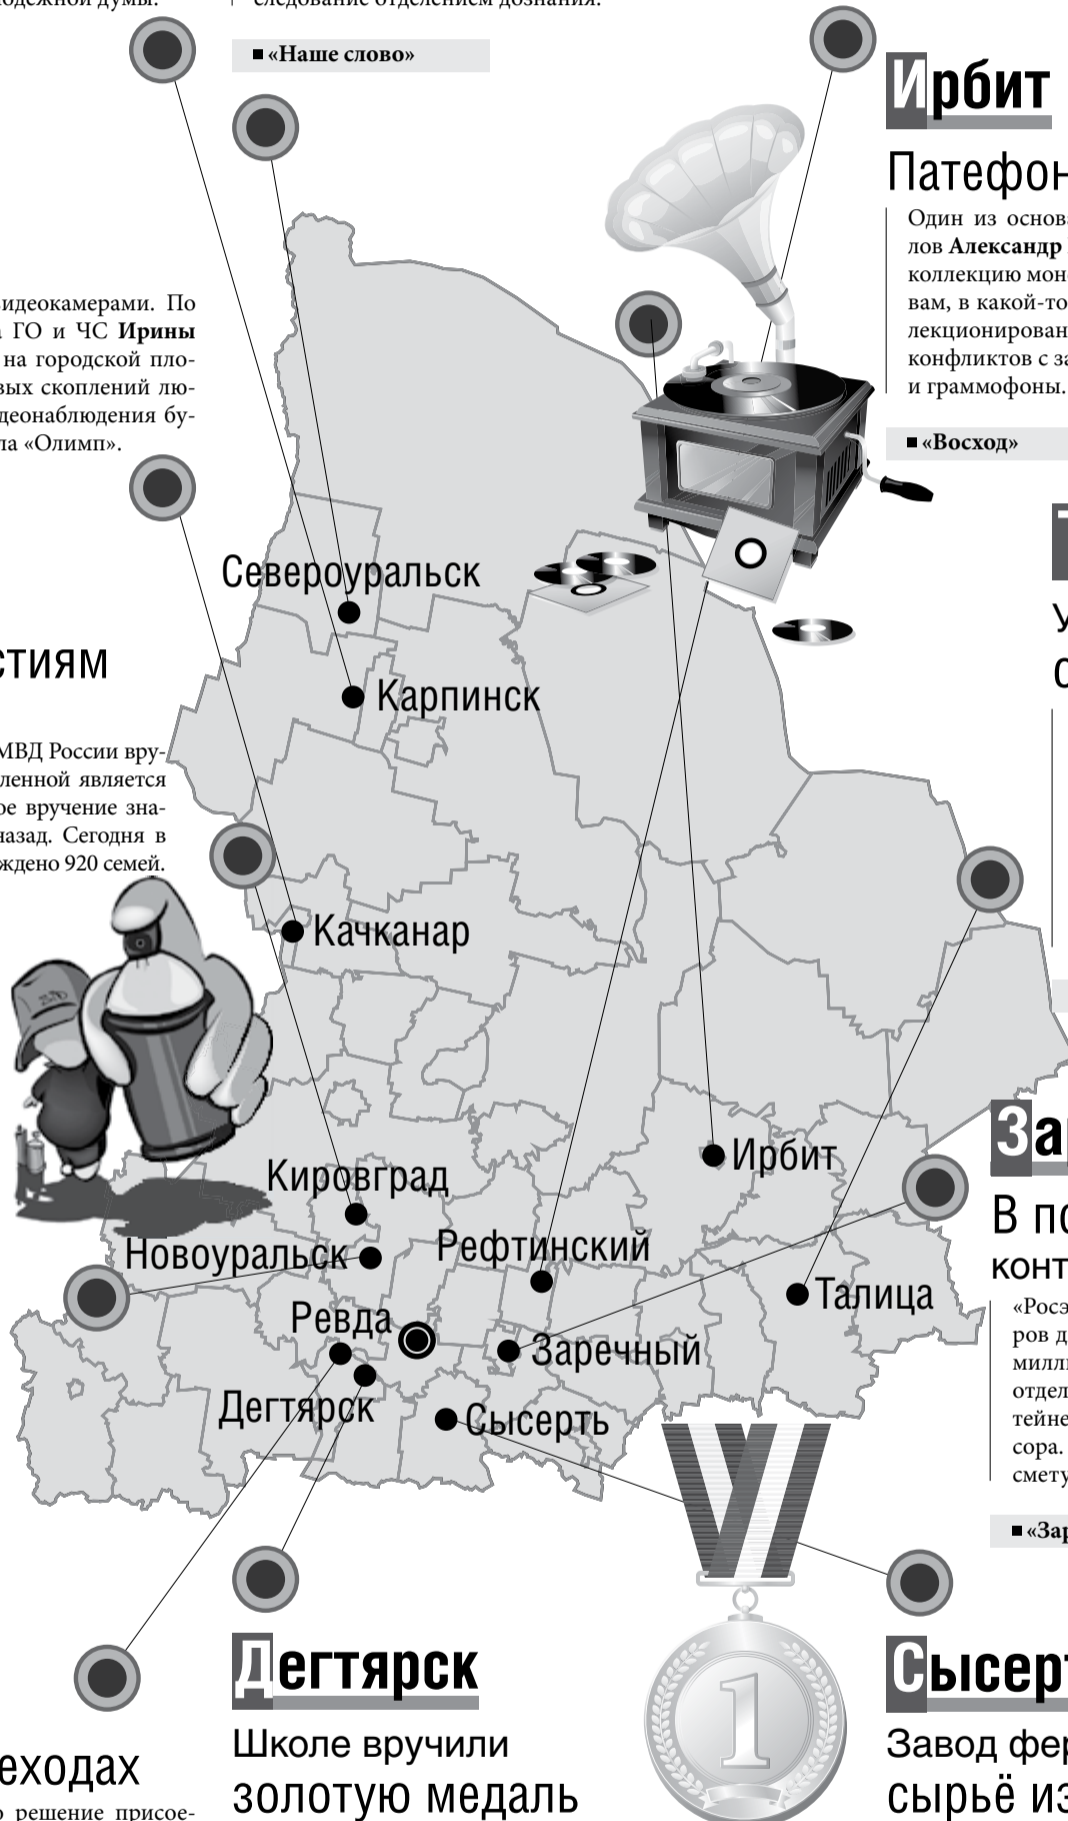 следование отделением дознания.
■ «Наше слово»
Ирбит
Патефон
Один из основа
лов Александр
коллекцию мон
вам, в какой-то
лекционирован
конфликтов с за
и граммофоны.
■ «Восход»
видеокамерами. По
ГО и ЧС Ирины
на городской пло-
вых скоплений лю-
деонаблюдения бу-
ла «Олимп».
стиям
МВД России вру-
ленной является
ое вручение зна-
назад. Сегодня в
ждено 920 семей.
Североуральск
Карпинск
Качканар
Кировград
Новоуральск
Рефтинский
Ирбит
Талица
Ревда
Заречный
Дегтярск
Сысерть
За
В по
конт
«Росэ
ров д
милл
отдел
тейне
сора.
смету
■ «Зар
еходах
о решение присое-
Дегтярск
Школе вручили
золотую медаль
1
Сысерт
Завод фер
сырьё из